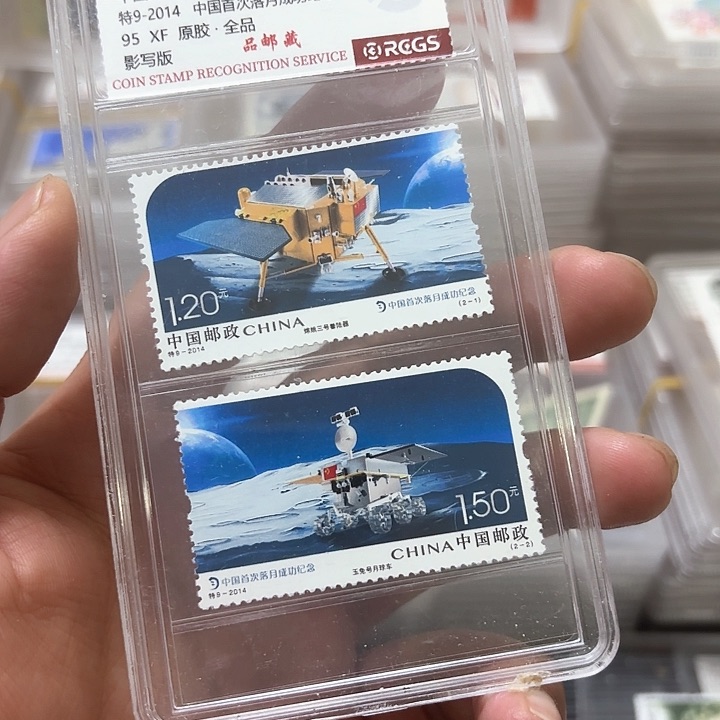 特9-2014 中国首次落月成功
95 XF 原胶·全品
影写版
品邮藏
RCGS
COIN STAMP RECOGNITION SERVICE
1.20元
中国首次落月成功纪念
(2-1)
中国邮政CHINA
嫦娥三号着陆器
特9-2014
1.50元
CHINA中国邮政
(2-2)
中国首次落月成功纪念
玉兔号月球车
特9-2014